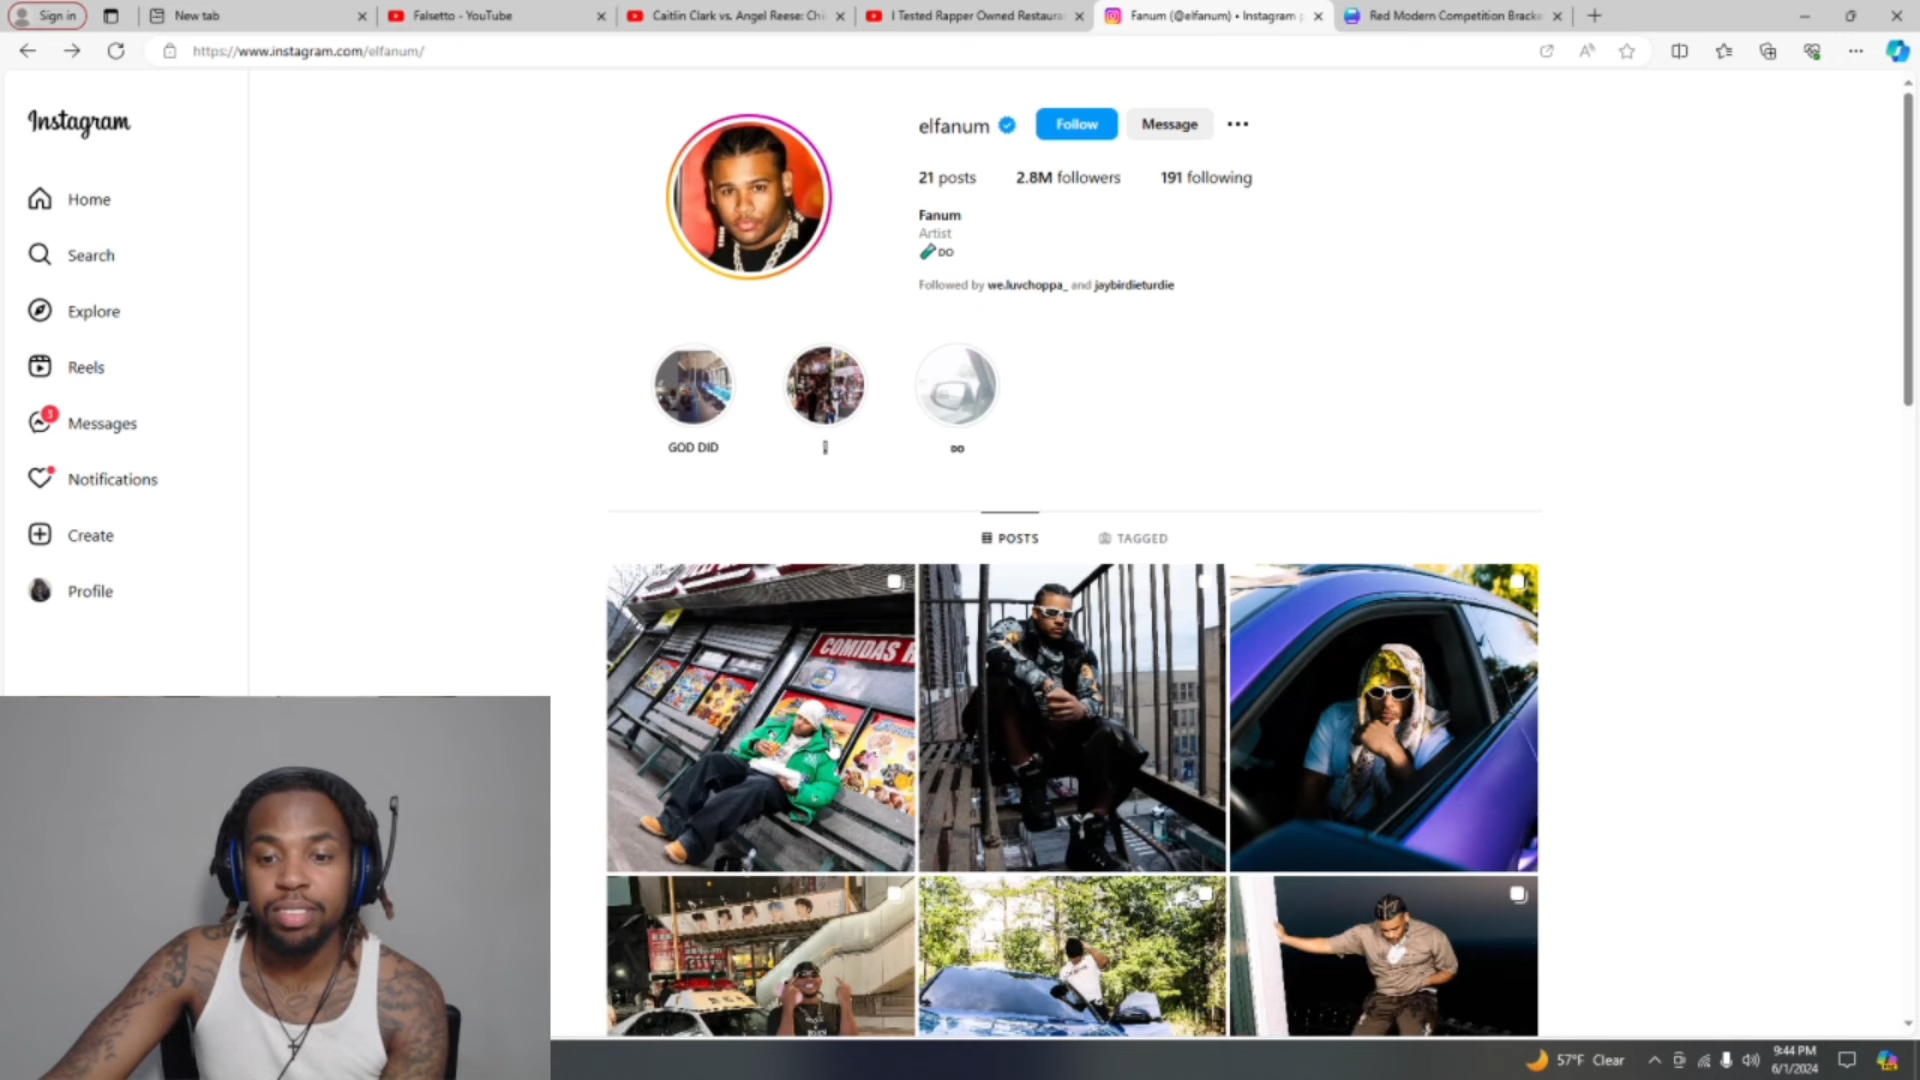 Sign in
New tab
Falsetto - YouTube
Caitlin Clark vs. Angel Reese: Chi
I Tested Rapper Owned Restaura
Fanum (@elfanum) • Instagram p
Red Modern Competition Bracke
https://www.instagram.com/elfanum/
Instagram
Home
Search
Explore
Reels
3
Messages
Notifications
Create
Profile
elfanum
Follow
Message
21 posts
2.8M followers
191 following
Fanum
Artist
DO
Followed by we.luvchoppa_ and jaybirdieturdie
GOD DID
DO
POSTS
TAGGED
COMIDAS
57°F Clear
9:44 PM
6/1/2024